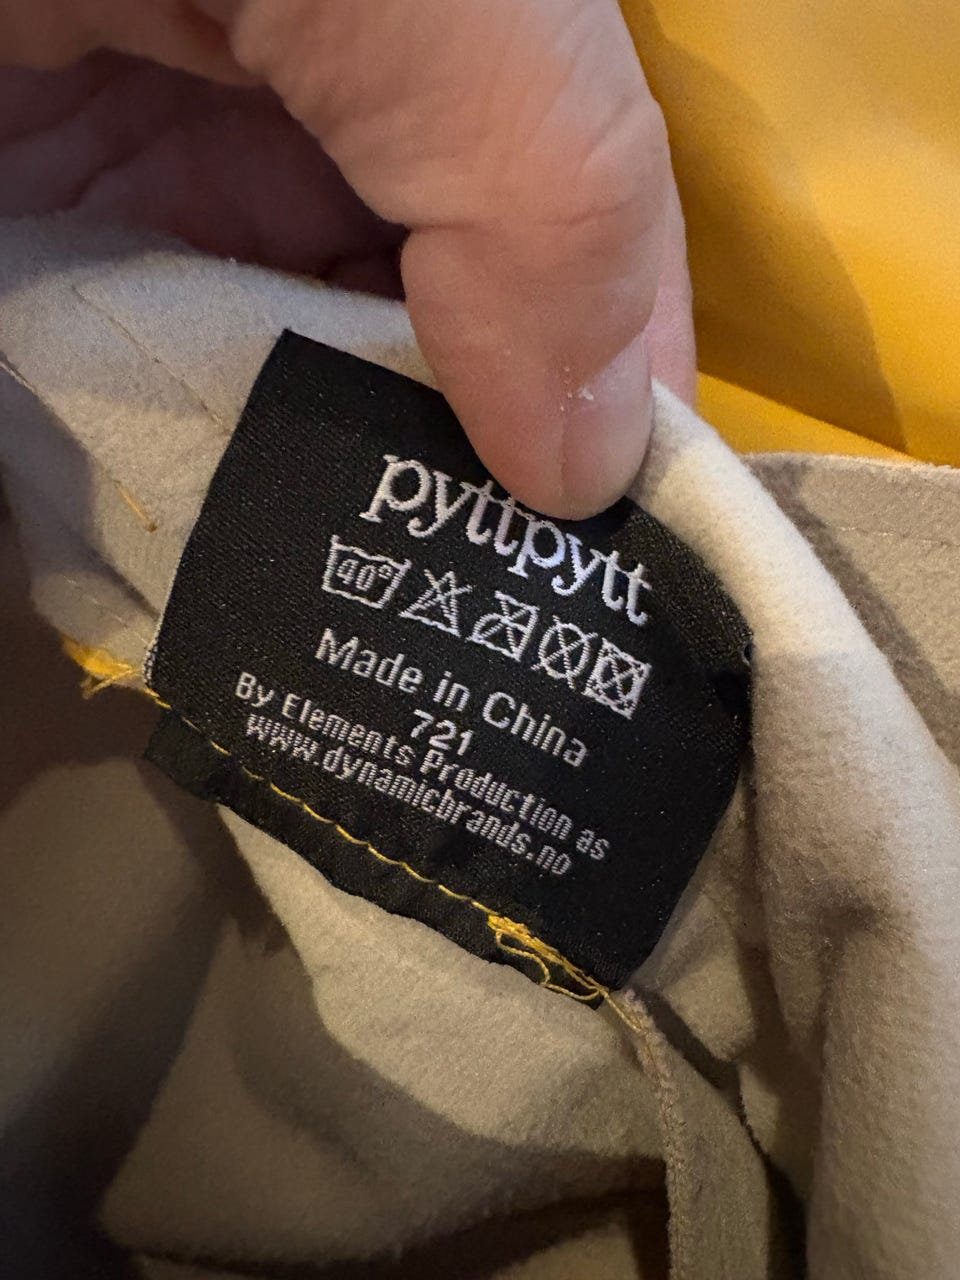 pyttpytt
40°
Made in China
721
By Elements Production as
www.dynamicbrands.no